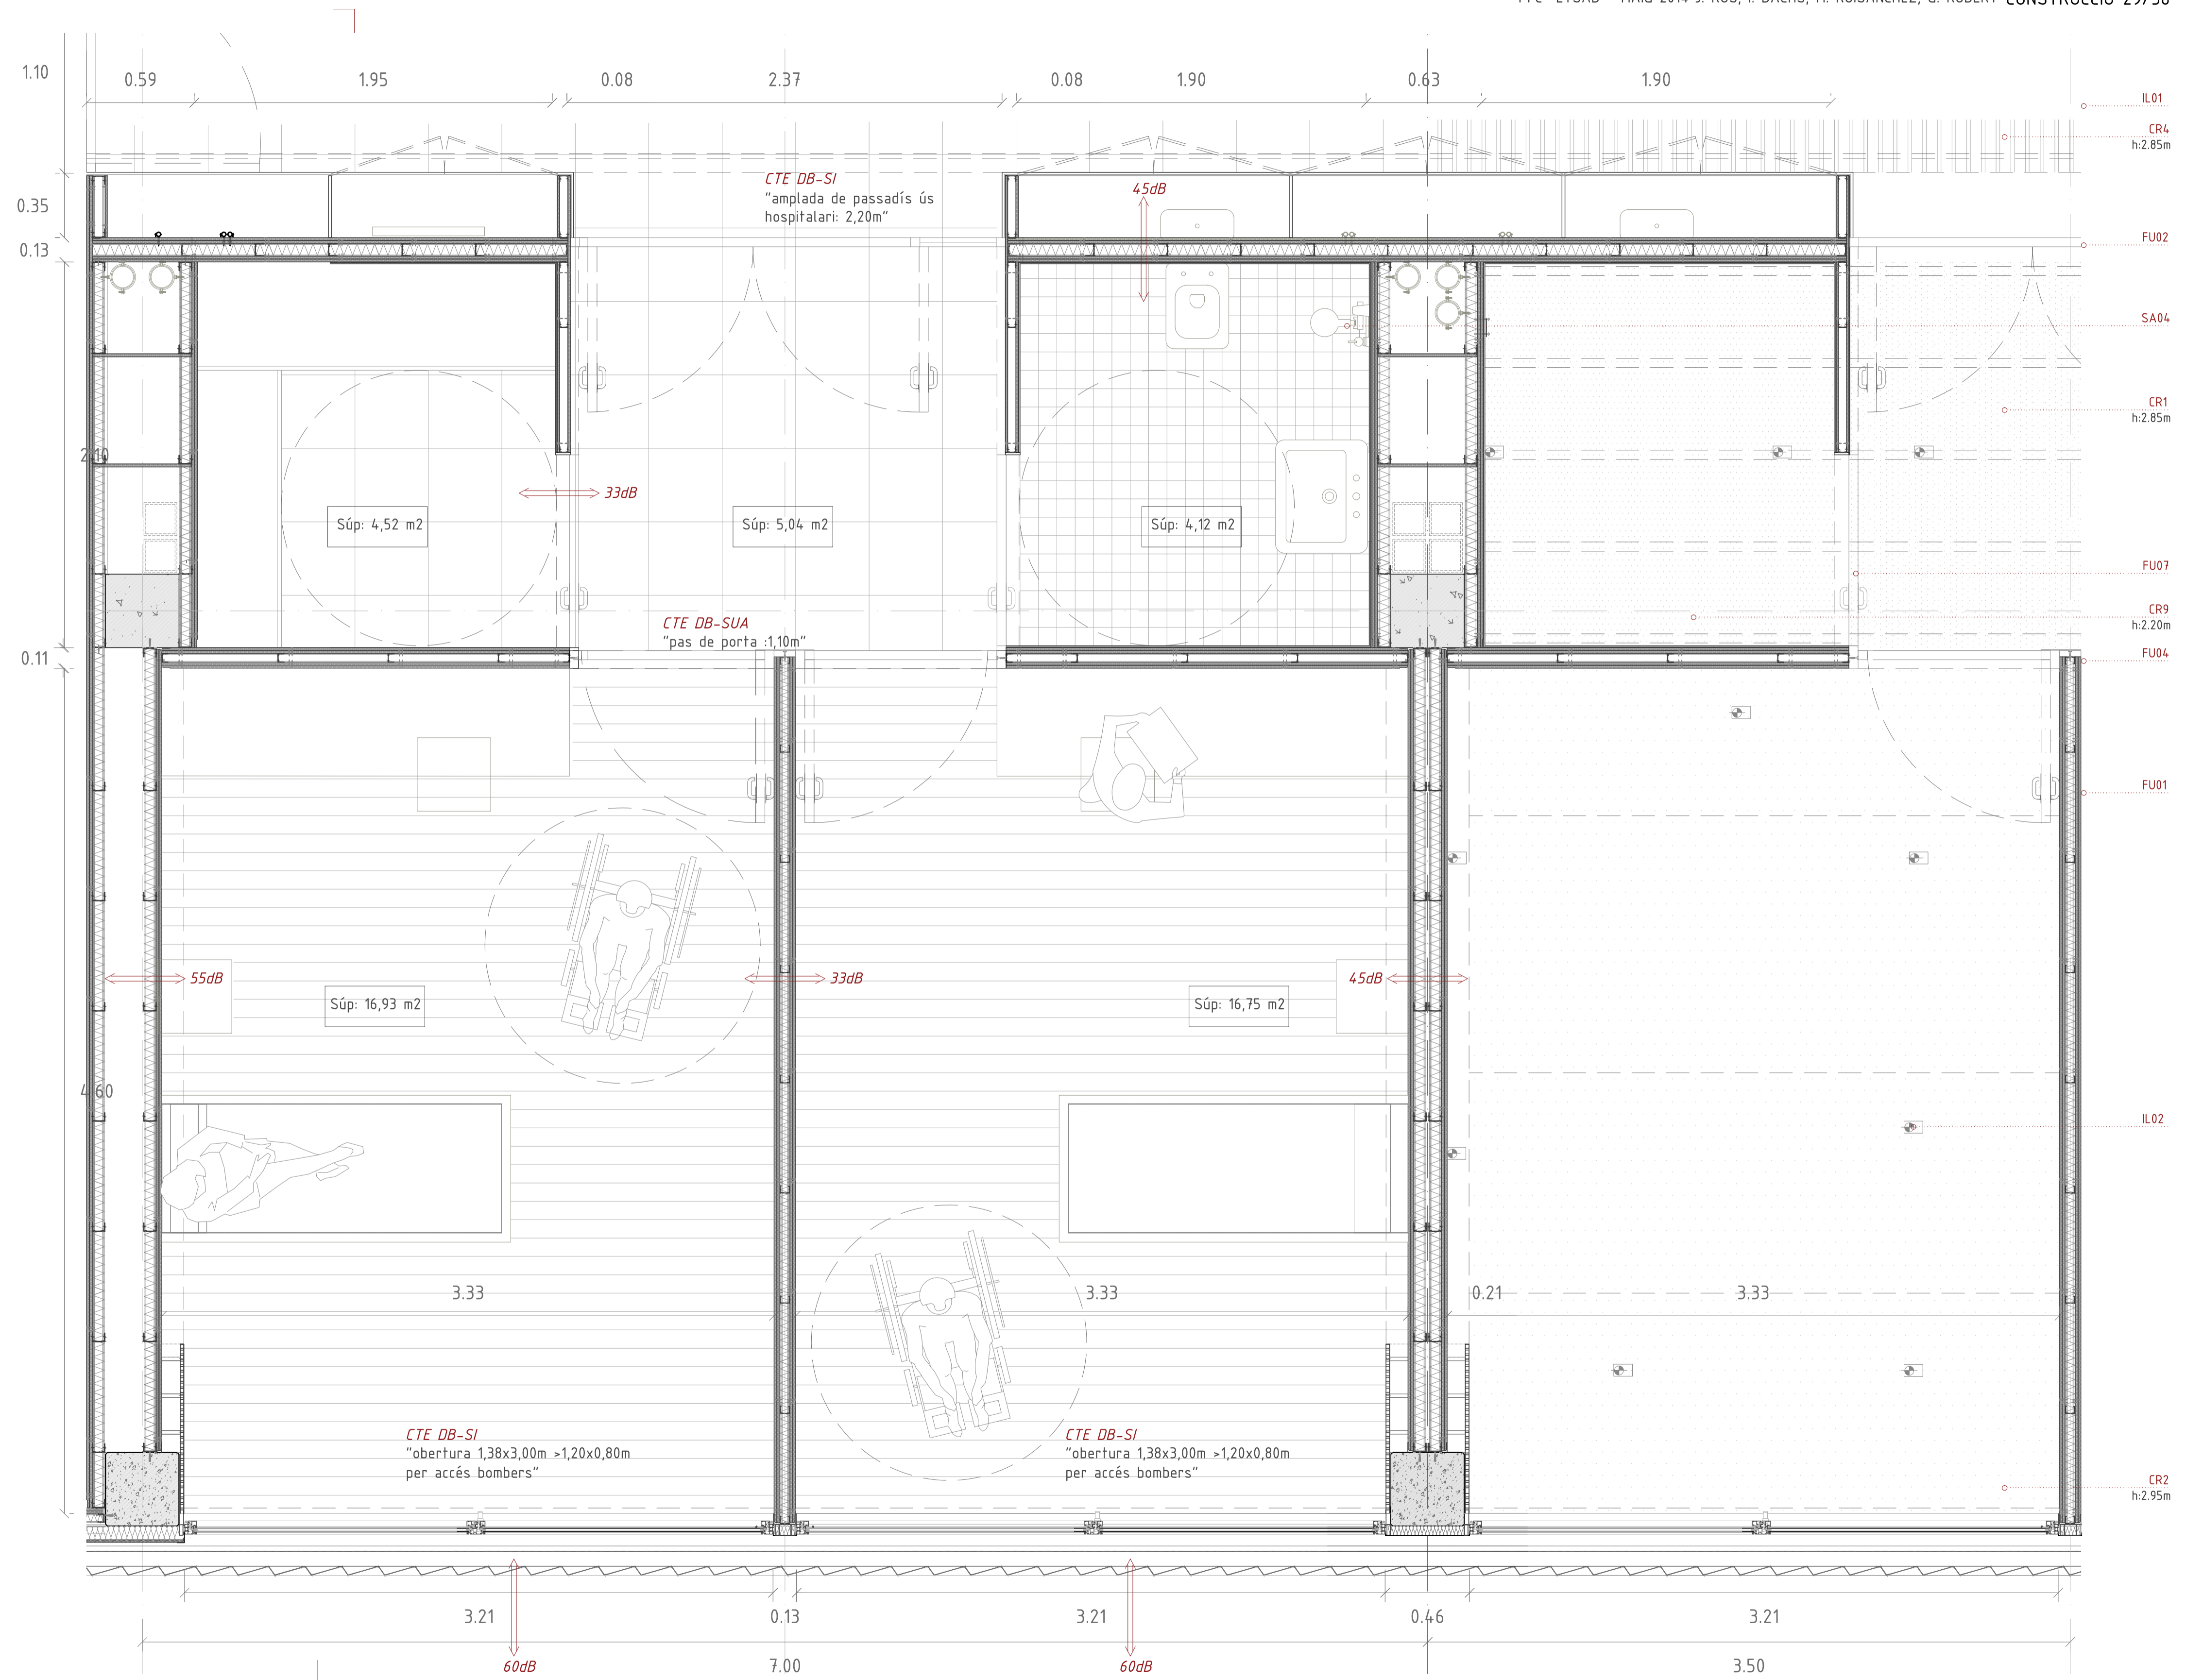 CONSTRUCCIÓ 29/38
1.10
0.59
1.95
0.08
2.37
0.08
1.90
0.63
1.90
IL01
CR4
h:2.85m
0.35
CTE DB-SI
"amplada de passadís ús
hospitalari: 2,20m"
45dB
0.13
FU02
SA04
CR1
h:2.85m
2.10
33dB
Súp: 4,52 m2
Súp: 5,04 m2
Súp: 4,12 m2
FU07
CR9
h:2.20m
CTE DB-SUA
"pas de porta :1,10m"
0.11
FU04
FU01
55dB
33dB
45dB
Súp: 16,93 m2
Súp: 16,75 m2
4.60
IL02
3.33
3.33
0.21
3.33
CTE DB-SI
"obertura 1,38x3,00m >1,20x0,80m
per accés bombers"
CTE DB-SI
"obertura 1,38x3,00m >1,20x0,80m
per accés bombers"
CR2
h:2.95m
3.21
0.13
3.21
0.46
3.21
60dB
7.00
60dB
3.50